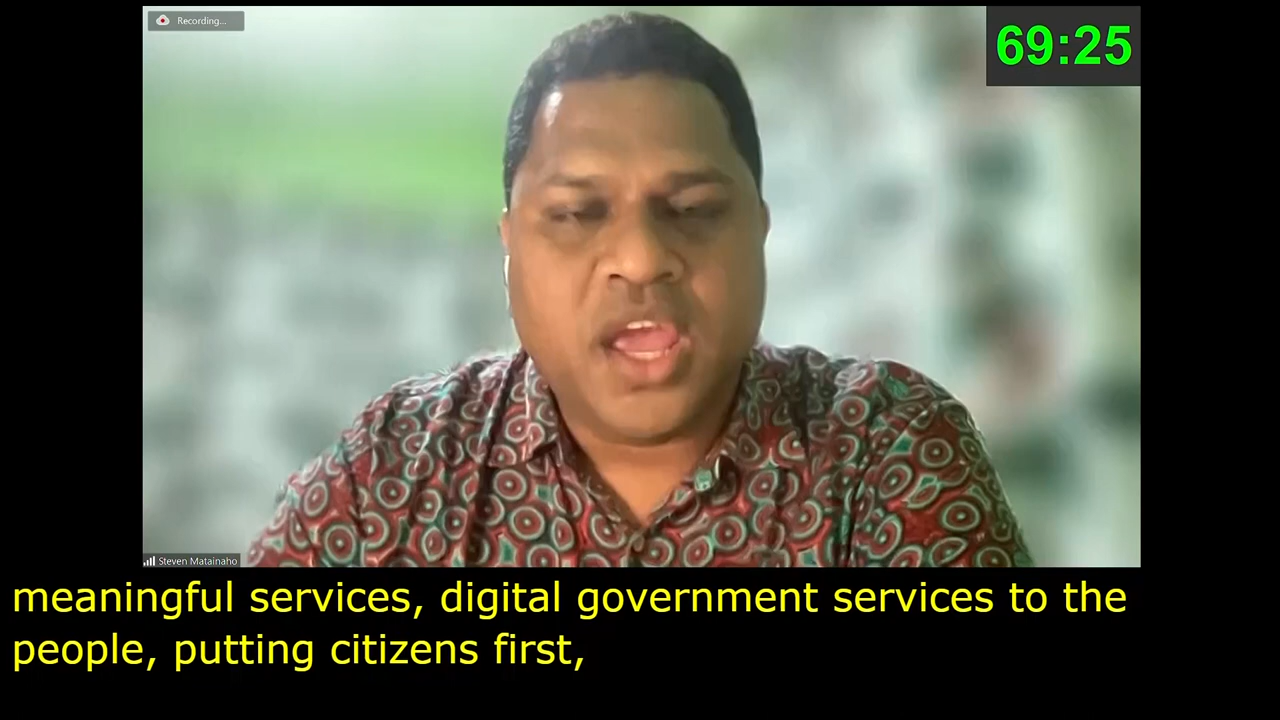 Recording...
69:25
Steven Matainaho
meaningful services, digital government services to the
people, putting citizens first,